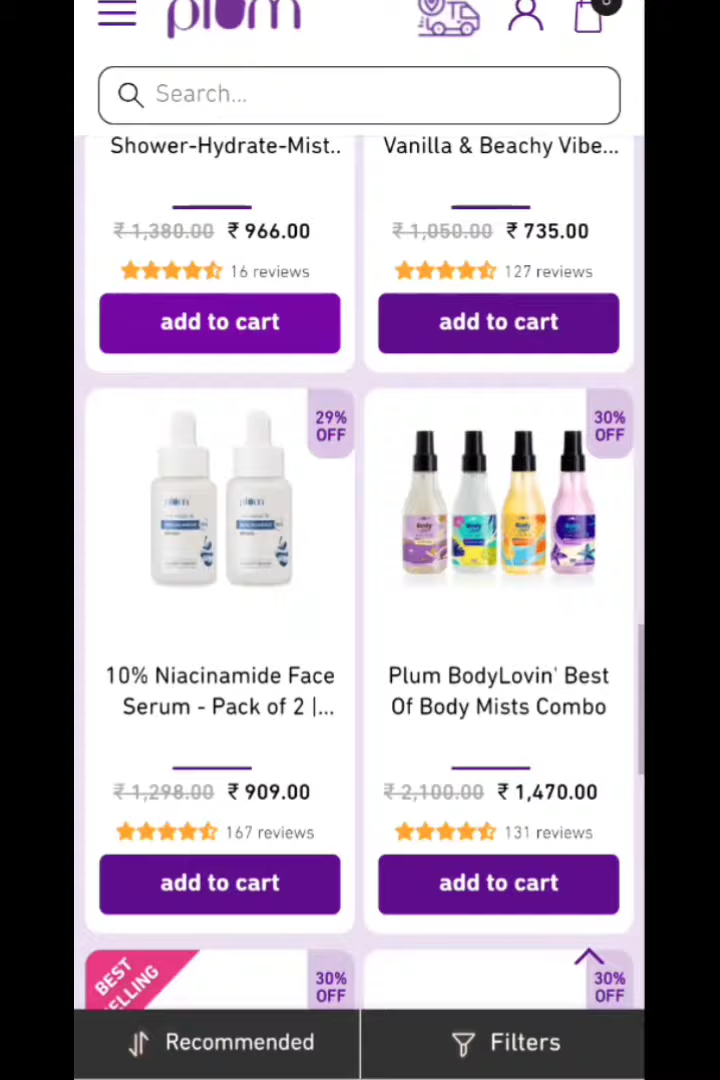 plum
Search...
Shower-Hydrate-Mist..
Vanilla & Beachy Vibe...
₹ 1,380.00 ₹ 966.00
₹ 1,050.00 ₹ 735.00
16 reviews
127 reviews
add to cart
add to cart
29%
OFF
30%
OFF
10% Niacinamide Face
Serum - Pack of 2 |...
Plum BodyLovin' Best
Of Body Mists Combo
₹ 1,298.00 ₹ 909.00
₹ 2,100.00 ₹ 1,470.00
167 reviews
131 reviews
add to cart
add to cart
BEST
30%
OFF
30%
OFF
Recommended
Filters